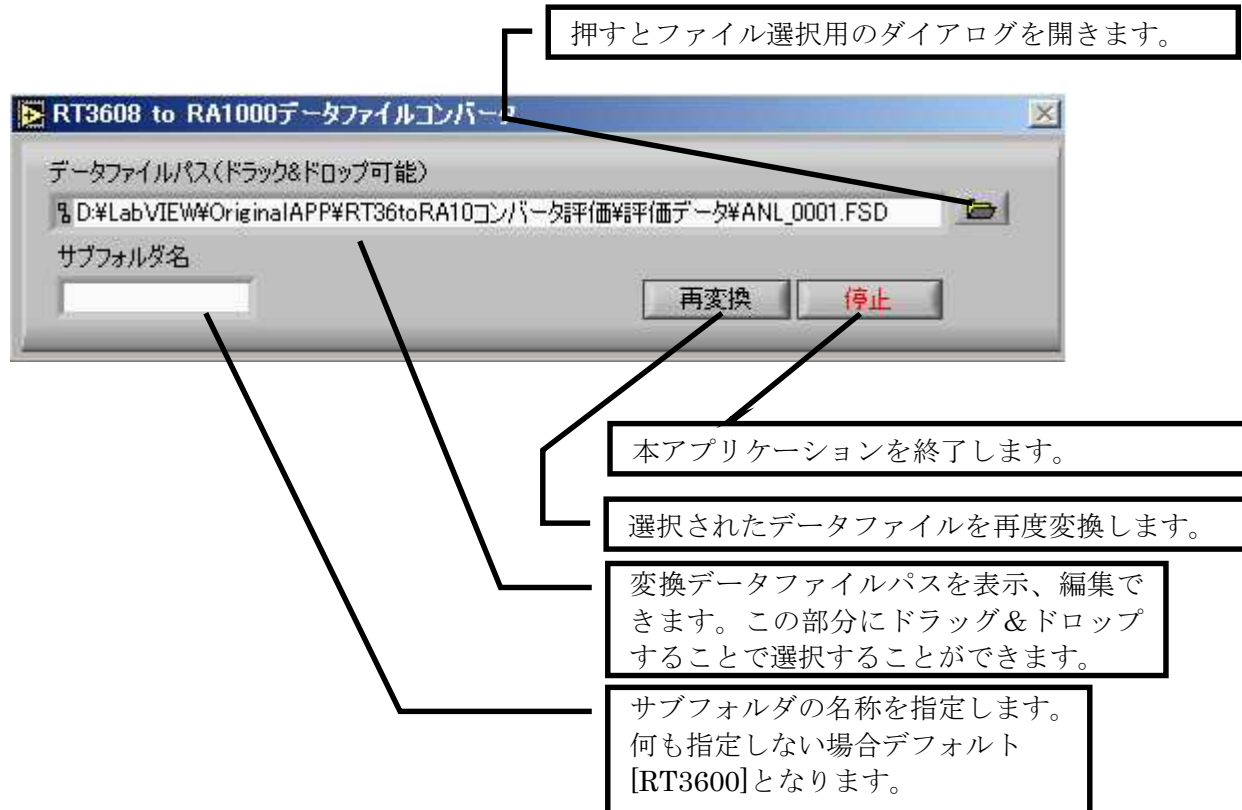 押すとファイル選択用のダイアログを開きます。
RT3608 to RA1000データファイルコンバータ
データファイルパス(ドラック&ドロップ可能)
D:¥LabVIEW¥OriginalAPP¥RT36toRA10コンバータ評価¥評価データ¥ANL_0001.FSD
サブフォルダ名
再変換
停止
本アプリケーションを終了します。
選択されたデータファイルを再度変換します。
変換データファイルパスを表示、編集で
きます。この部分にドラッグ&ドロップ
することで選択することができます。
サブフォルダの名称を指定します。
何も指定しない場合デフォルト
[RT3600]となります。